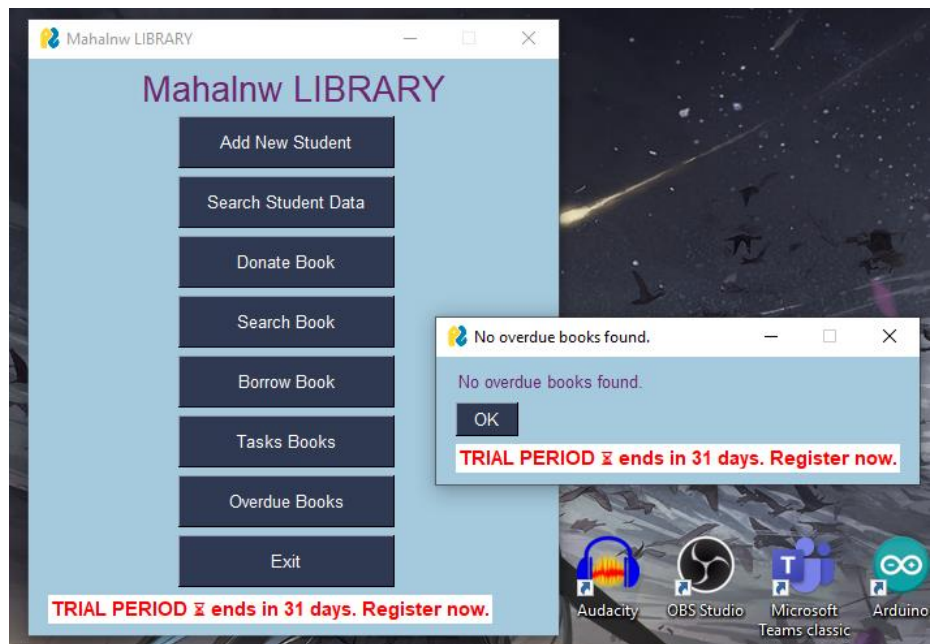 Mahalnw LIBRARY
Mahalnw LIBRARY
Add New Student
Search Student Data
Donate Book
Search Book
Borrow Book
Tasks Books
Overdue Books
Exit
TRIAL PERIOD ⏳ ends in 31 days. Register now.
No overdue books found.
No overdue books found.
OK
TRIAL PERIOD ⏳ ends in 31 days. Register now.
Audacity
OBS Studio
Microsoft
Teams classic
Arduino